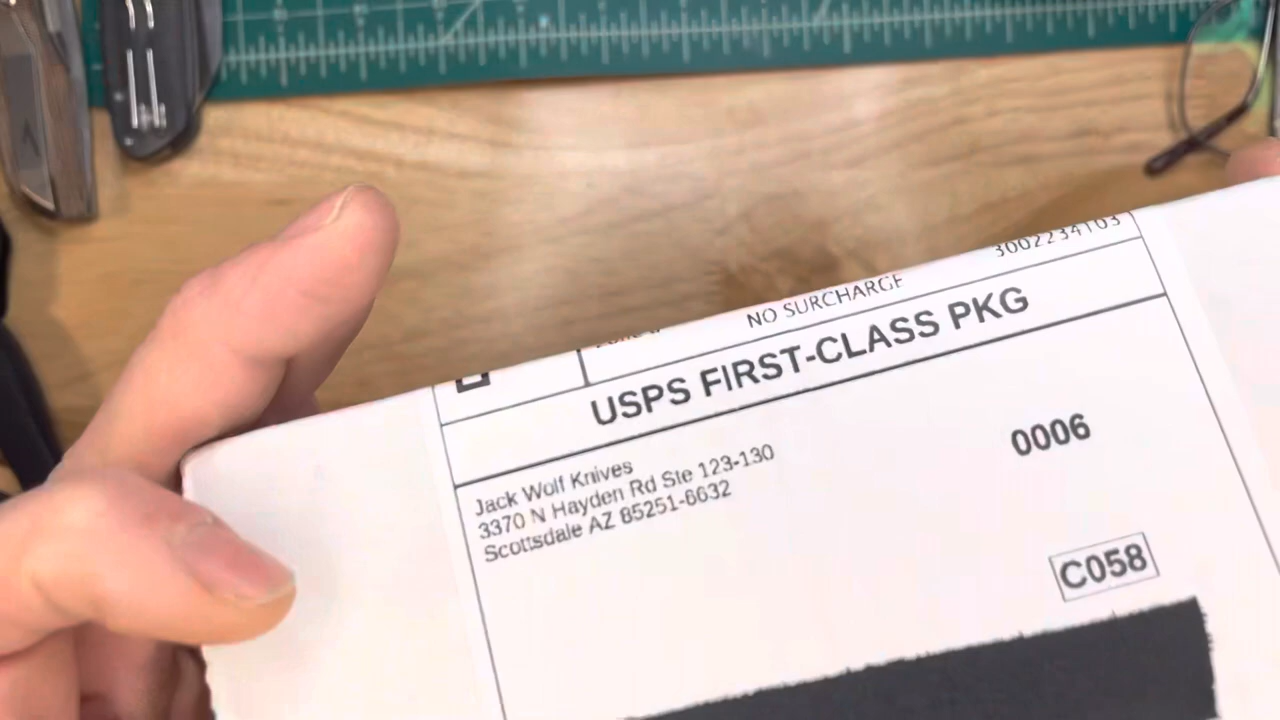 3002234103
NO SURCHARGE
USPS FIRST-CLASS PKG
0006
Jack Wolf Knives
3370 N Hayden Rd Ste 123-130
Scottsdale AZ 85251-6632
C058